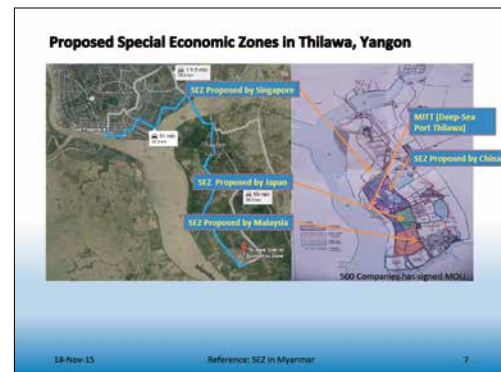 Proposed Special Economic Zones in Thilawa, Yangon
SEZ Proposed by Singapore
MITT (Deep-Sea
Port Thilawa)
SEZ Proposed by China
SEZ Proposed by Japan
SEZ Proposed by Malaysia
500 Companies has signed MOU
18-Nov-15
Reference: SEZ in Myanmar
7